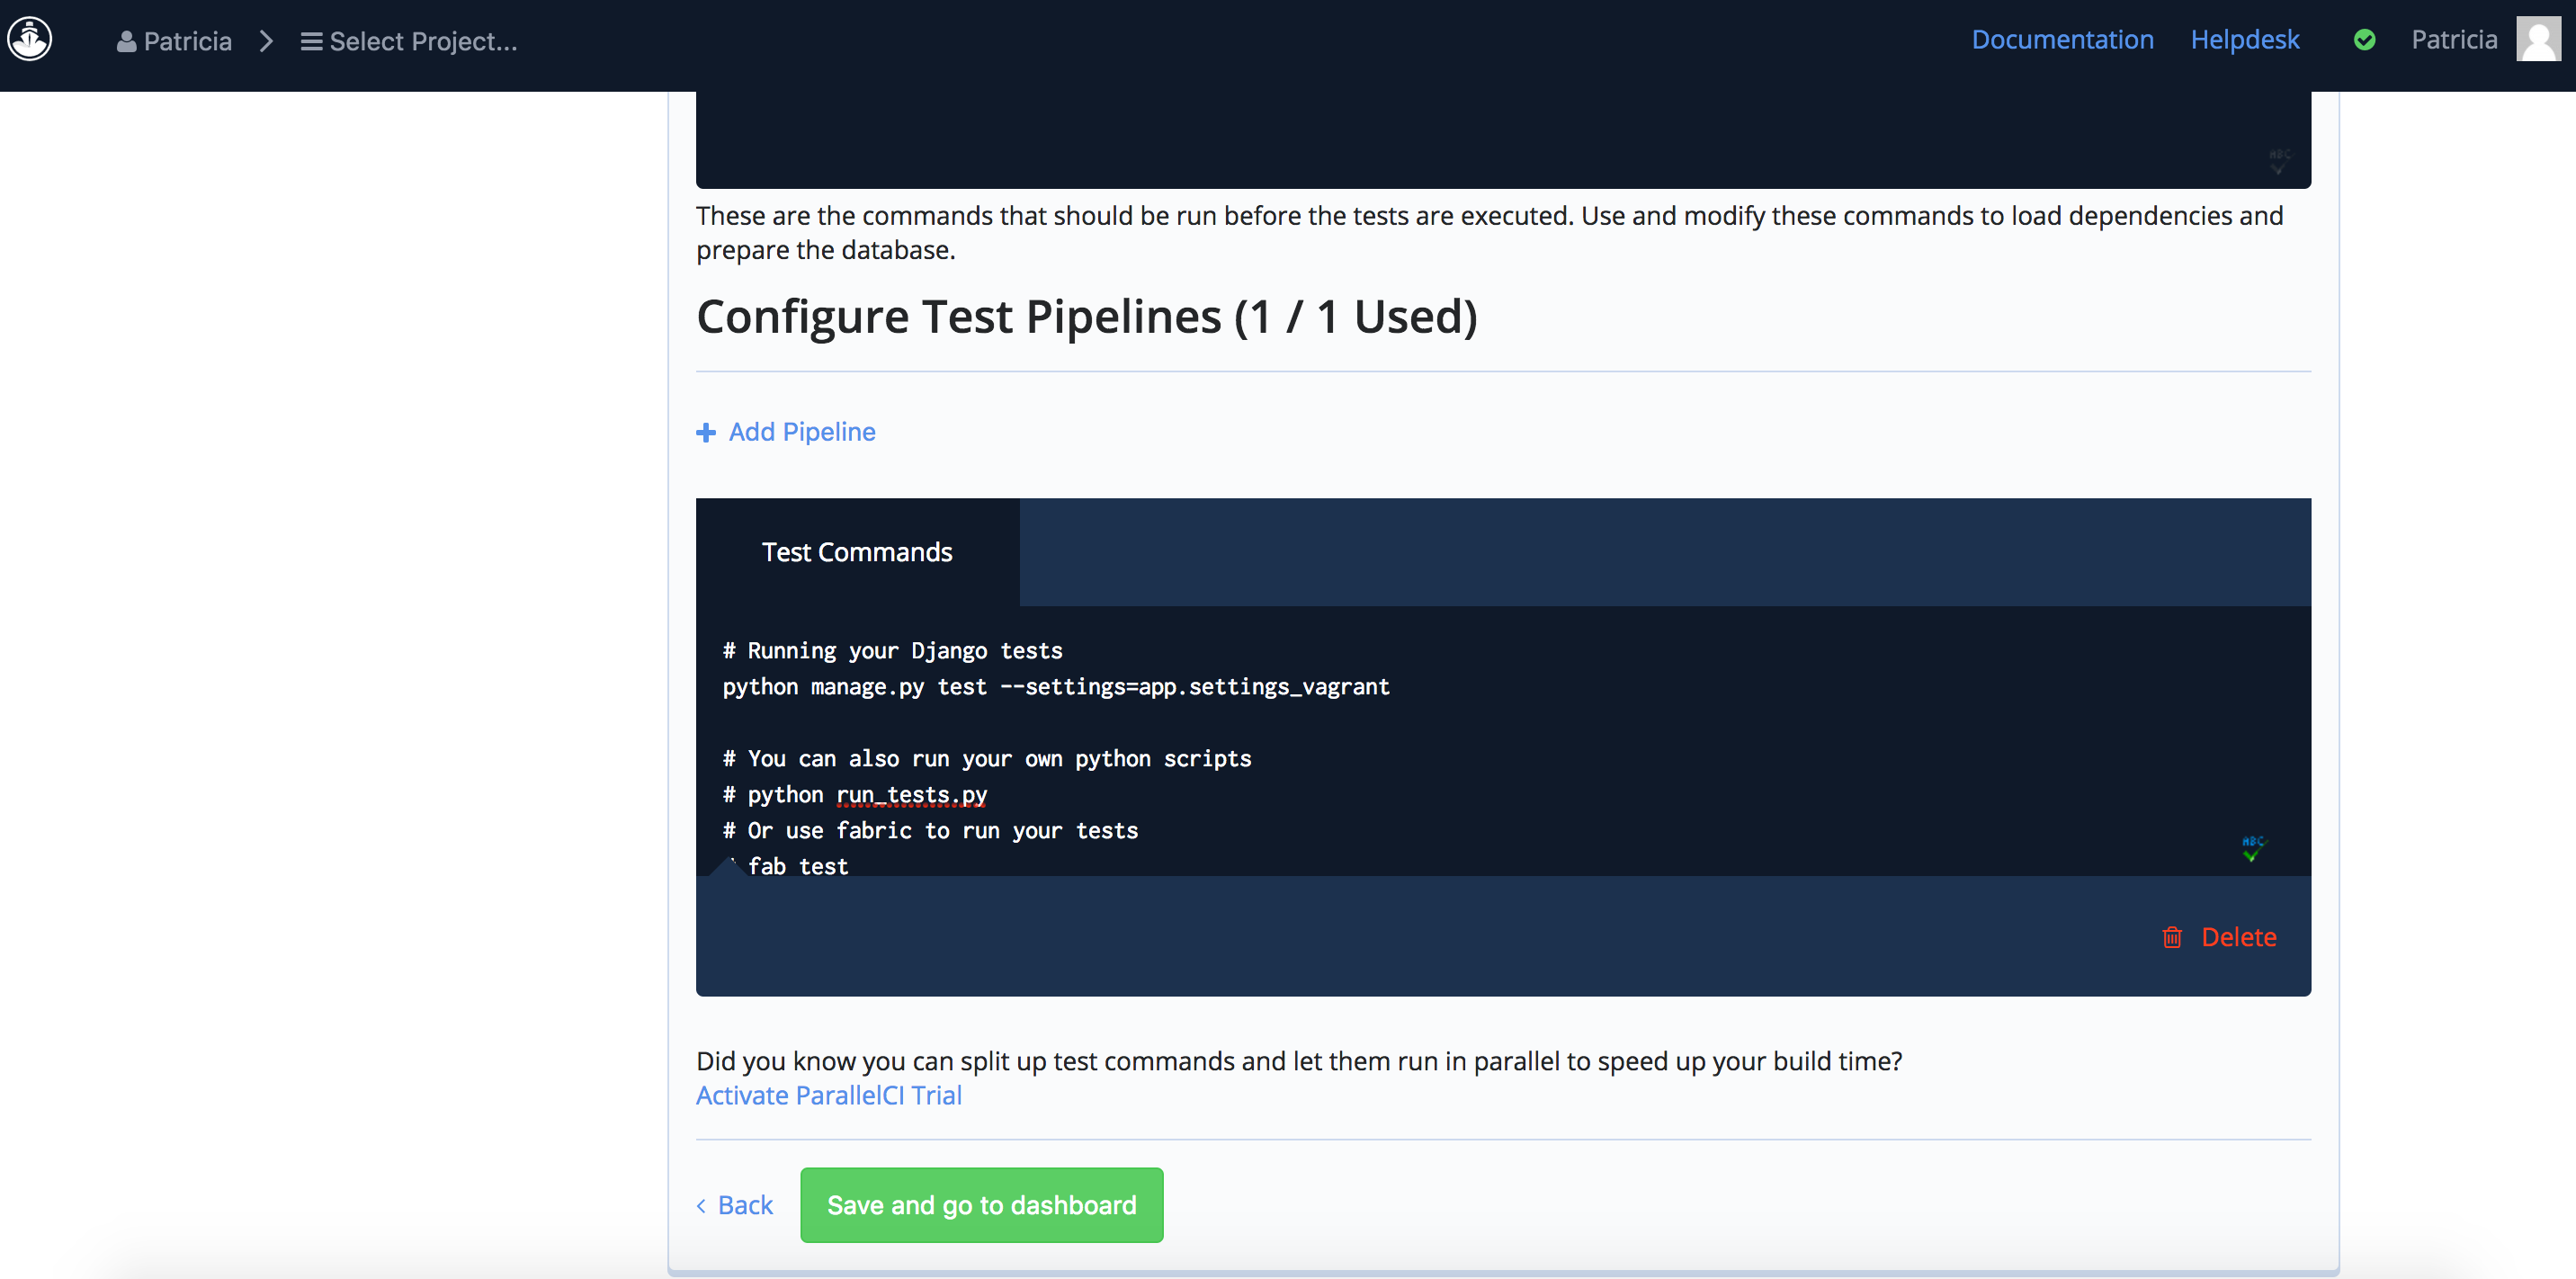 Patricia
Select Project...
Documentation
Helpdesk
Patricia
ABC
These are the commands that should be run before the tests are executed. Use and modify these commands to load dependencies and
prepare the database.
Configure Test Pipelines (1 / 1 Used)
+ Add Pipeline
Test Commands
# Running your Django tests
python manage.py test --settings=app.settings_vagrant
# You can also run your own python scripts
# python run_tests.py
# Or use fabric to run your tests
# fab test
ABC
Delete
Did you know you can split up test commands and let them run in parallel to speed up your build time?
Activate ParallelCI Trial
< Back
Save and go to dashboard